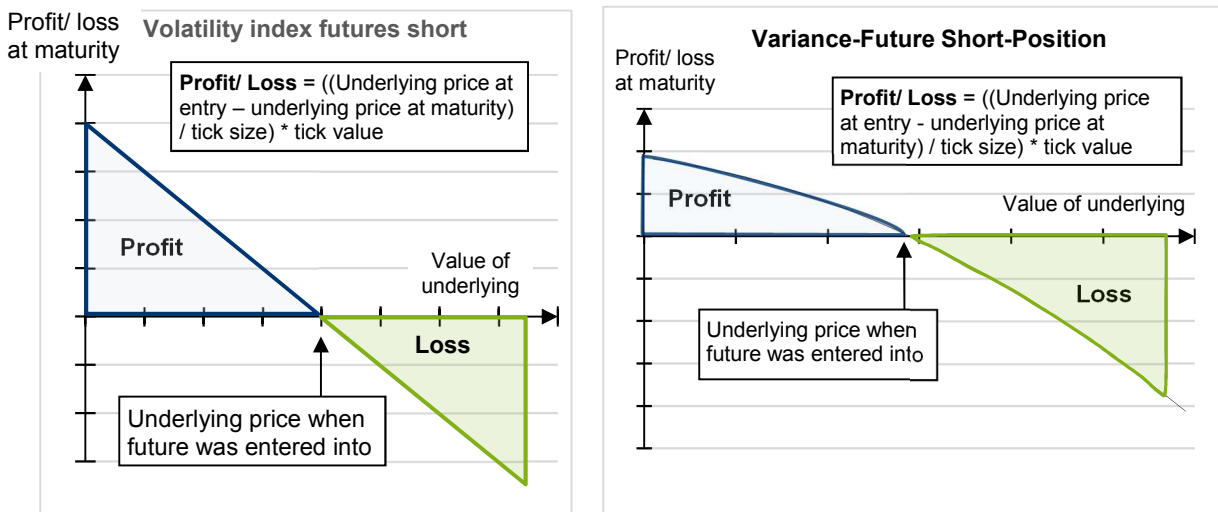 Profit/ loss
at maturity
Volatility index futures short
Profit/ Loss = ((Underlying price at
entry – underlying price at maturity)
/ tick size) * tick value
Profit
Value of
underlying
Loss
Underlying price when
future was entered into
Variance-Future Short-Position
Profit/ loss
at maturity
Profit/ Loss = ((Underlying price
at entry - underlying price at
maturity) / tick size) * tick value
Profit
Value of underlying
Loss
Underlying price when
future was entered into